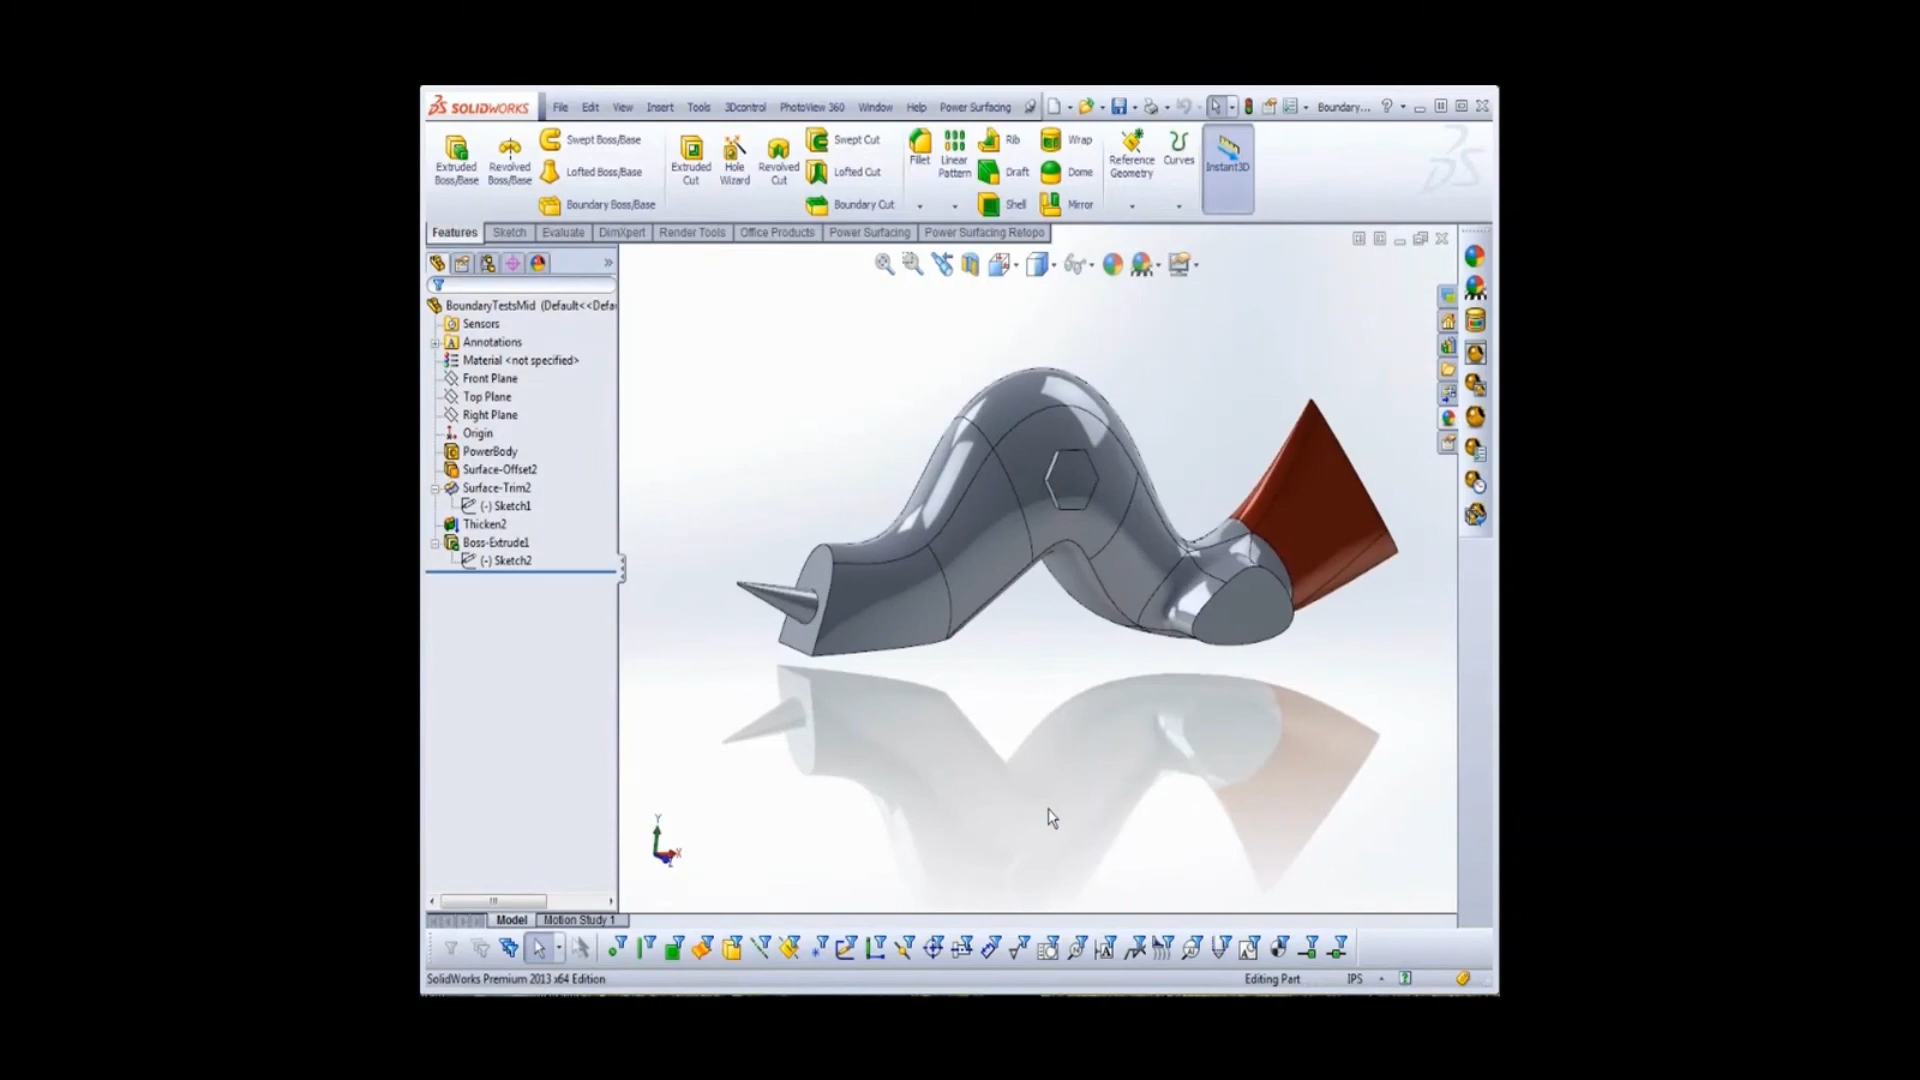 SOLIDWORKS File Edit View Insert Tools 3Dcontrol PhotoView 360 Window Help Power Surfacing Boundary... ?
Extruded Boss/Base
Revolved Boss/Base
Swept Boss/Base
Lofted Boss/Base
Boundary Boss/Base
Extruded Cut
Hole Wizard
Revolved Cut
Swept Cut
Lofted Cut
Boundary Cut
Fillet
Linear Pattern
Rib
Draft
Shell
Wrap
Dome
Mirror
Reference Geometry
Curves
Instant3D
Features Sketch Evaluate DimXpert Render Tools Office Products Power Surfacing Power Surfacing Retopo
BoundaryTestsMid (Default<<Defa
Sensors
Annotations
Material <not specified>
Front Plane
Top Plane
Right Plane
Origin
PowerBody
Surface-Offset2
Surface-Trim2
(-) Sketch1
Thicken2
Boss-Extrude1
(-) Sketch2
Y
X
Model Motion Study 1
SolidWorks Premium 2013 x64 Edition Editing Part IPS